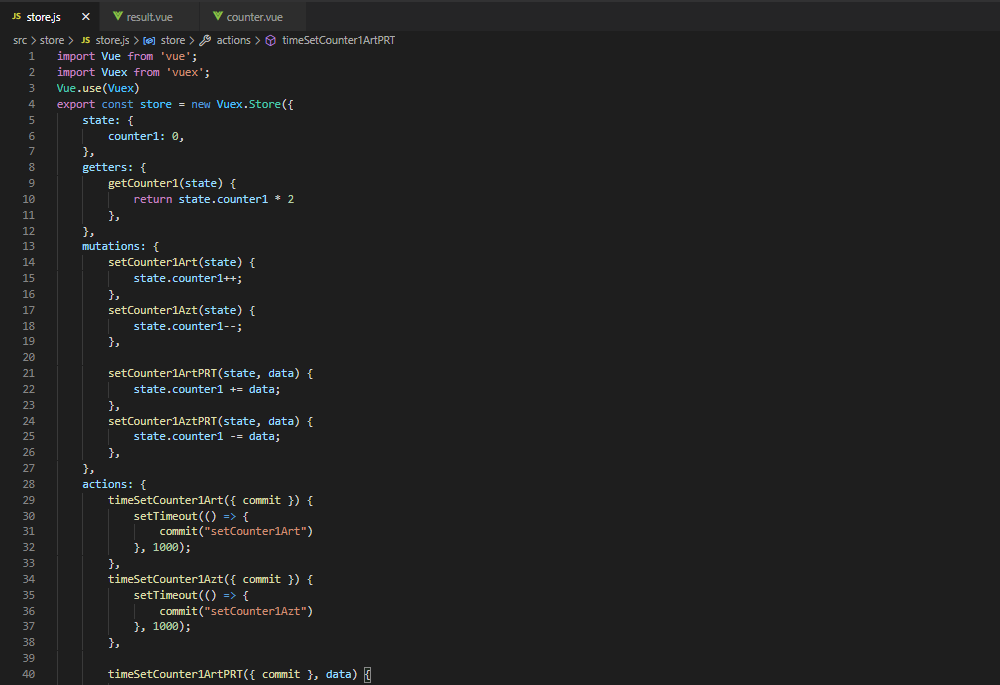 JS store.js × result.vue counter.vue
src > store > JS store.js > store > actions > timeSetCounter1ArtPRT
1 import Vue from 'vue';
2 import Vuex from 'vuex';
3 Vue.use(Vuex)
4 export const store = new Vuex.Store({
5 state: {
6 counter1: 0,
7 },
8 getters: {
9 getCounter1(state) {
10 return state.counter1 * 2
11 },
12 },
13 mutations: {
14 setCounter1Art(state) {
15 state.counter1++;
16 },
17 setCounter1Azt(state) {
18 state.counter1--;
19 },
20
21 setCounter1ArtPRT(state, data) {
22 state.counter1 += data;
23 },
24 setCounter1AztPRT(state, data) {
25 state.counter1 -= data;
26 },
27 },
28 actions: {
29 timeSetCounter1Art({ commit }) {
30 setTimeout(() => {
31 commit("setCounter1Art")
32 }, 1000);
33 },
34 timeSetCounter1Azt({ commit }) {
35 setTimeout(() => {
36 commit("setCounter1Azt")
37 }, 1000);
38 },
39
40 timeSetCounter1ArtPRT({ commit }, data) {